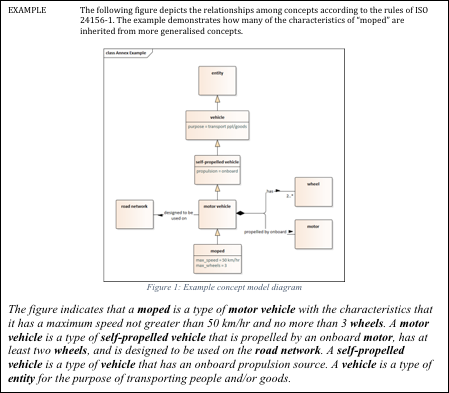 EXAMPLE The following figure depicts the relationships among concepts according to the rules of ISO
24156-1. The example demonstrates how many of the characteristics of “moped” are
inherited from more generalised concepts.
class Annex Example
entity
vehicle
purpose = transport ppl/goods
self-propelled vehicle
propulsion = onboard
road network
designed to be
used on
motor vehicle
has
2..*
wheel
propelled by onboard
motor
moped
max_speed = 50 km/hr
max_wheels = 3
Figure 1: Example concept model diagram
The figure indicates that a moped is a type of motor vehicle with the characteristics that
it has a maximum speed not greater than 50 km/hr and no more than 3 wheels. A motor
vehicle is a type of self-propelled vehicle that is propelled by an onboard motor, has at
least two wheels, and is designed to be used on the road network. A self-propelled
vehicle is a type of vehicle that has an onboard propulsion source. A vehicle is a type of
entity for the purpose of transporting people and/or goods.